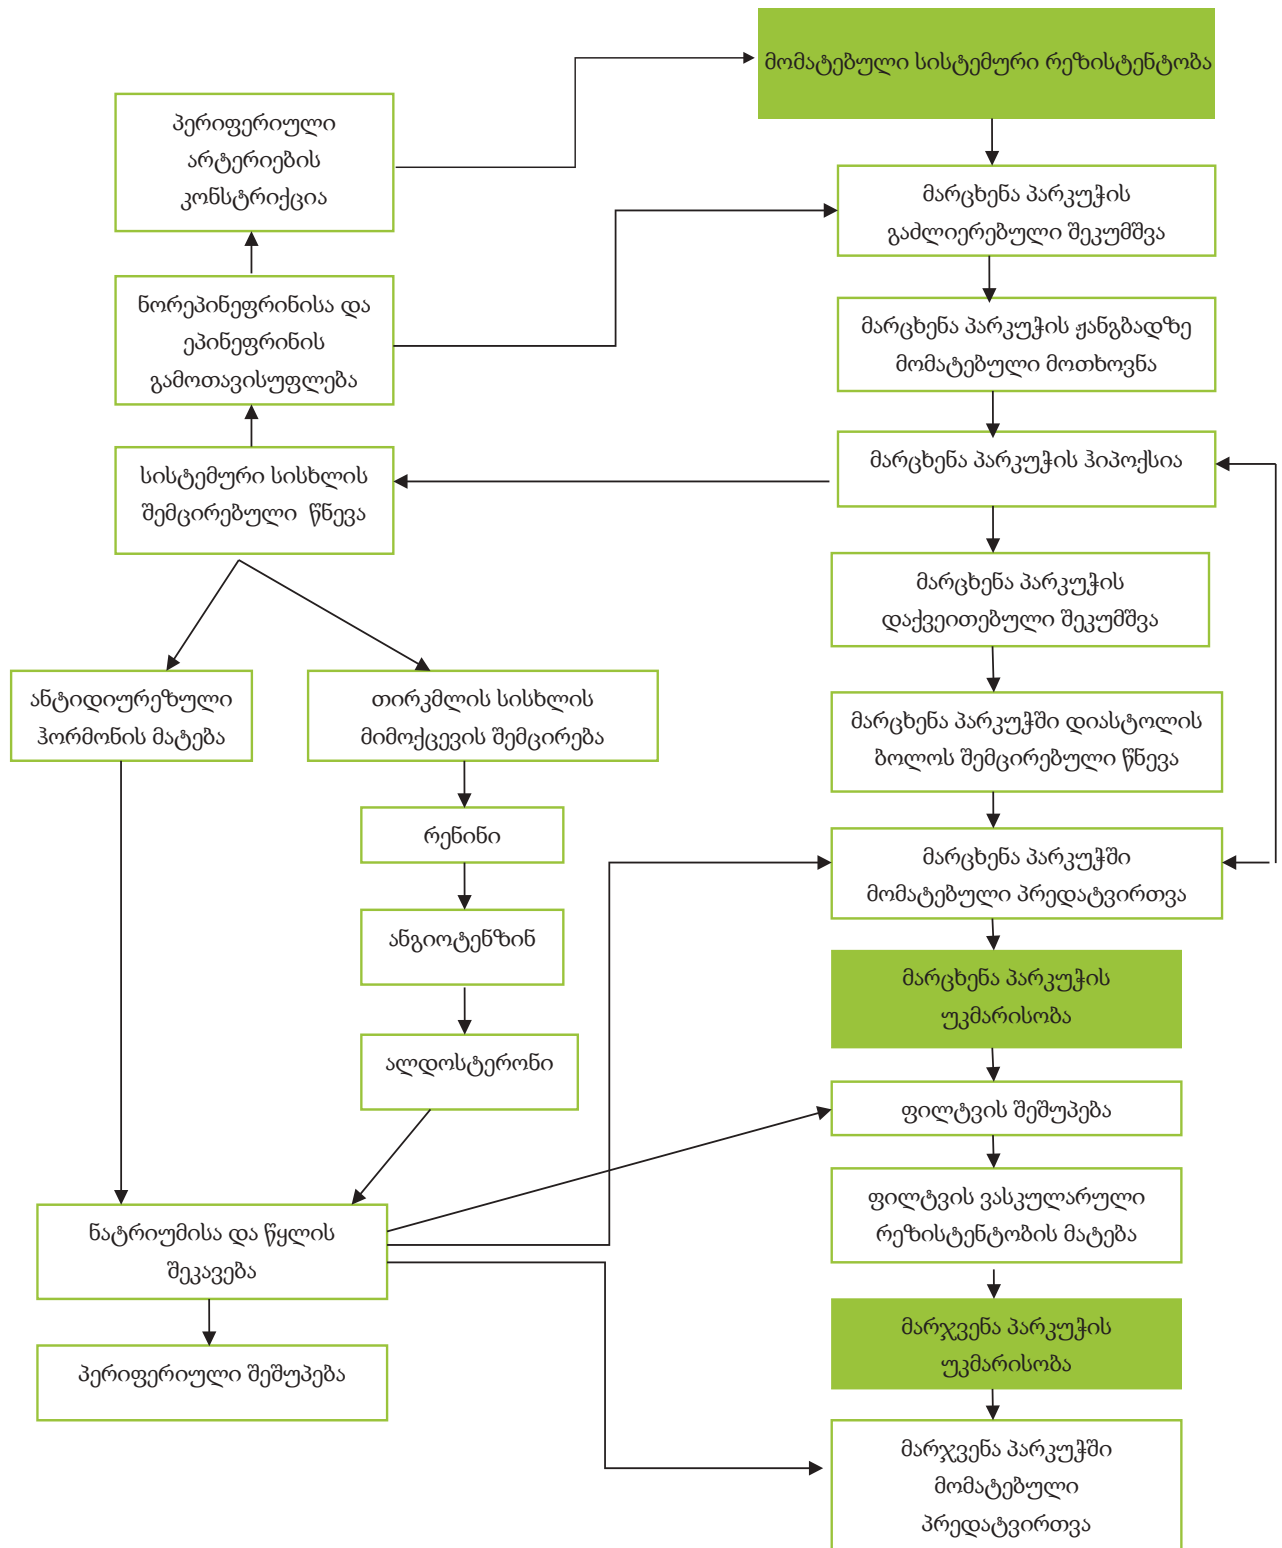 მომატებული სისტემური რეზისტენტობა
პერიფერიული
არტერიების
კონსტრიქცია
მარცხენა პარკუჭის
გაძლიერებული შეკუმშვა
ნორეპინეფრინისა და
ეპინეფრინის
გამოთავისუფლება
მარცხენა პარკუჭის ჟანგბადზე
მომატებული მოთხოვნა
სისტემური სისხლის
შემცირებული წნევა
მარცხენა პარკუჭის ჰიპოქსია
მარცხენა პარკუჭის
დაქვეითებული შეკუმშვა
ანტიდიურეზული
ჰორმონის მატება
თირკმლის სისხლის
მიმოქცევის შემცირება
მარცხენა პარკუჭში დიასტოლის
ბოლოს შემცირებული წნევა
რენინი
მარცხენა პარკუჭში
მომატებული პრედატვირთვა
ანგიოტენზინ
მარცხენა პარკუჭის
უკმარისობა
ალდოსტერონი
ფილტვის შეშუპება
ფილტვის ვასკულარული
რეზისტენტობის მატება
ნატრიუმისა და წყლის
შეკავება
მარჯვენა პარკუჭის
უკმარისობა
პერიფერიული შეშუპება
მარჯვენა პარკუჭში
მომატებული
პრედატვირთვა